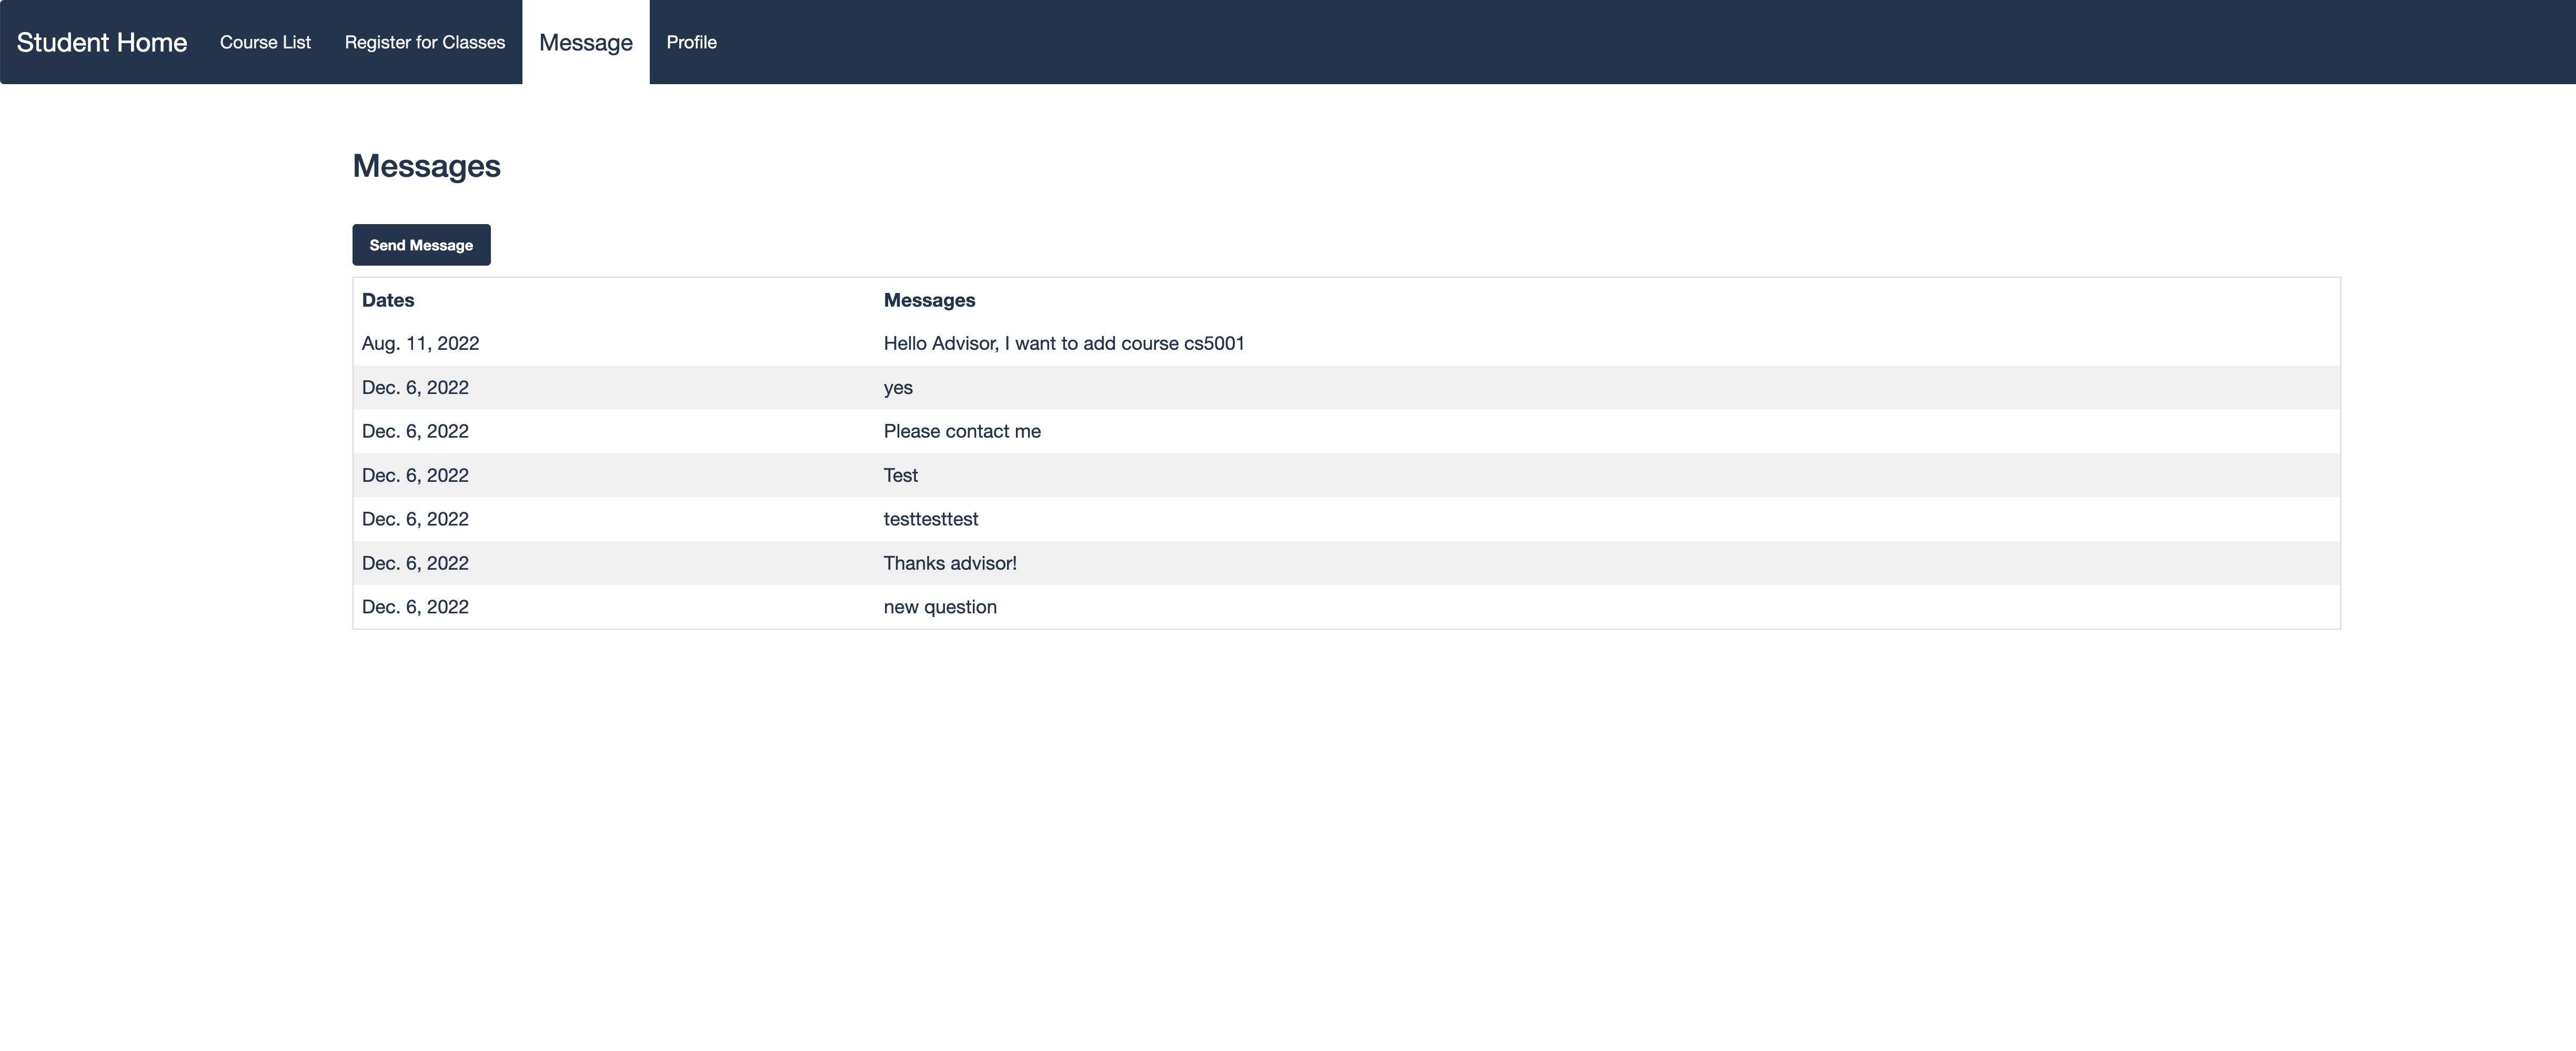 Student Home Course List Register for Classes Message Profile
Messages
Send Message
Dates Messages
Aug. 11, 2022 Hello Advisor, I want to add course cs5001
Dec. 6, 2022 yes
Dec. 6, 2022 Please contact me
Dec. 6, 2022 Test
Dec. 6, 2022 testtesttest
Dec. 6, 2022 Thanks advisor!
Dec. 6, 2022 new question